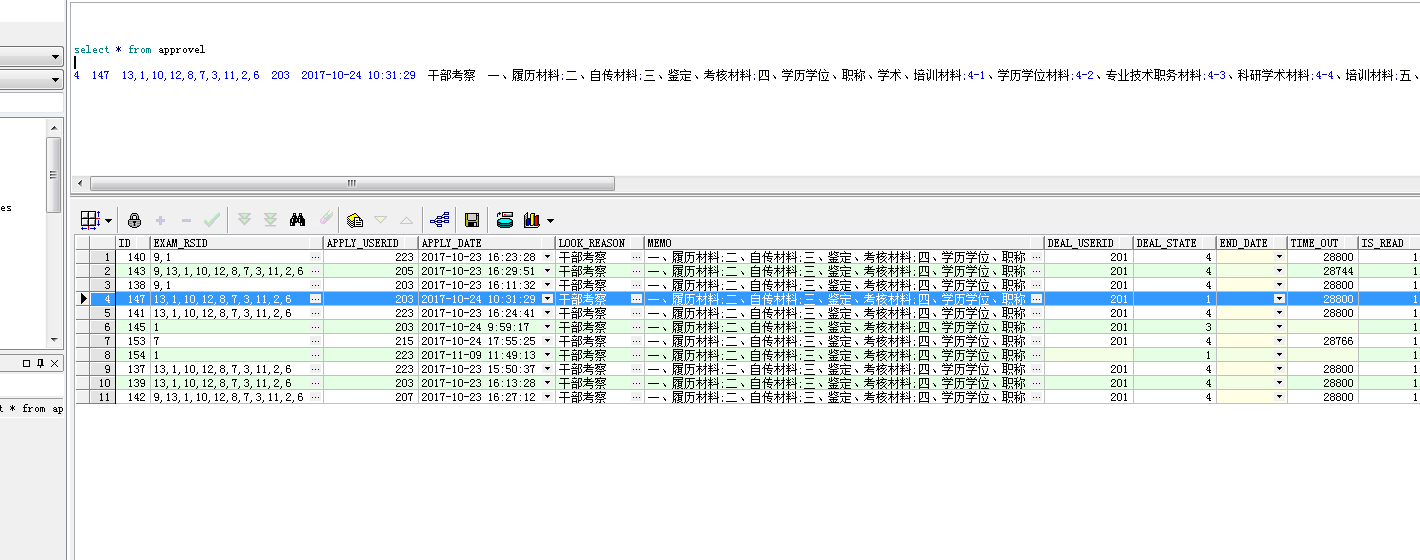 select * from approvel
4 147 13,1,10,12,8,7,3,11,2,6 203 2017-10-24 10:31:29 干部考察 一、履历材料;二、自传材料;三、鉴定、考核材料;四、学历学位、职称、学术、培训材料;4-1、学历学位材料;4-2、专业技术职务材料;4-3、科研学术材料;4-4、培训材料;五、
es
t * from ap
ID EXAM_RSID APPLY_USERID APPLY_DATE LOOK_REASON MEMO DEAL_USERID DEAL_STATE END_DATE TIME_OUT IS_READ
1 140 9,1 ... 223 2017-10-23 16:23:28 干部考察 ... 一、履历材料;二、自传材料;三、鉴定、考核材料;四、学历学位、职称 ... 201 4 28800 1
2 143 9,13,1,10,12,8,7,3,11,2,6 ... 205 2017-10-23 16:29:51 干部考察 ... 一、履历材料;二、自传材料;三、鉴定、考核材料;四、学历学位、职称 ... 201 4 28744 1
3 138 9,1 ... 203 2017-10-23 16:11:32 干部考察 ... 一、履历材料;二、自传材料;三、鉴定、考核材料;四、学历学位、职称 ... 201 4 28800 1
4 147 13,1,10,12,8,7,3,11,2,6 ... 203 2017-10-24 10:31:29 干部考察 ... 一、履历材料;二、自传材料;三、鉴定、考核材料;四、学历学位、职称 ... 201 1 28800 1
5 141 13,1,10,12,8,7,3,11,2,6 ... 223 2017-10-23 16:24:41 干部考察 ... 一、履历材料;二、自传材料;三、鉴定、考核材料;四、学历学位、职称 ... 201 4 28800 1
6 145 1 ... 203 2017-10-24 9:59:17 干部考察 ... 一、履历材料;二、自传材料;三、鉴定、考核材料;四、学历学位、职称 ... 201 3 1
7 153 7 ... 215 2017-10-24 17:55:25 干部考察 ... 一、履历材料;二、自传材料;三、鉴定、考核材料;四、学历学位、职称 ... 201 4 28766 1
8 154 1 ... 223 2017-11-09 11:49:13 干部考察 ... 一、履历材料;二、自传材料;三、鉴定、考核材料;四、学历学位、职称 ... 1 1
9 137 13,1,10,12,8,7,3,11,2,6 ... 223 2017-10-23 15:50:37 干部考察 ... 一、履历材料;二、自传材料;三、鉴定、考核材料;四、学历学位、职称 ... 201 4 28800 1
10 139 13,1,10,12,8,7,3,11,2,6 ... 203 2017-10-23 16:13:28 干部考察 ... 一、履历材料;二、自传材料;三、鉴定、考核材料;四、学历学位、职称 ... 201 4 28800 1
11 142 9,13,1,10,12,8,7,3,11,2,6 ... 207 2017-10-23 16:27:12 干部考察 ... 一、履历材料;二、自传材料;三、鉴定、考核材料;四、学历学位、职称 ... 201 4 28800 1